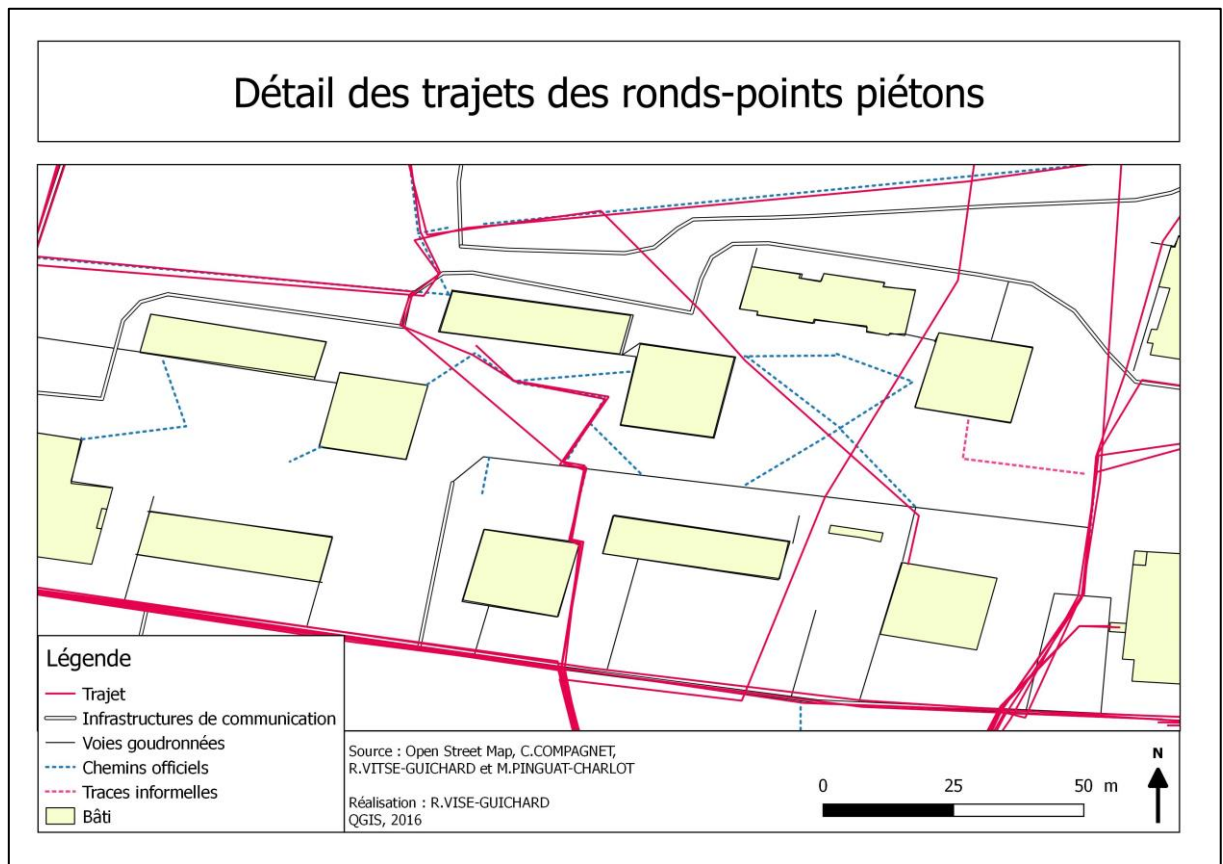 Détail des trajets des ronds-points piétons
Légende
Trajet
Infrastructures de communication
Voies goudronnées
Chemins officiels
Traces informelles
Bâti
Source : Open Street Map, C.COMPAGNET,
R.VITSE-GUICHARD et M.PINGUAT-CHARLOT
Réalisation : R.VISE-GUICHARD
QGIS, 2016
0 25 50 m
N